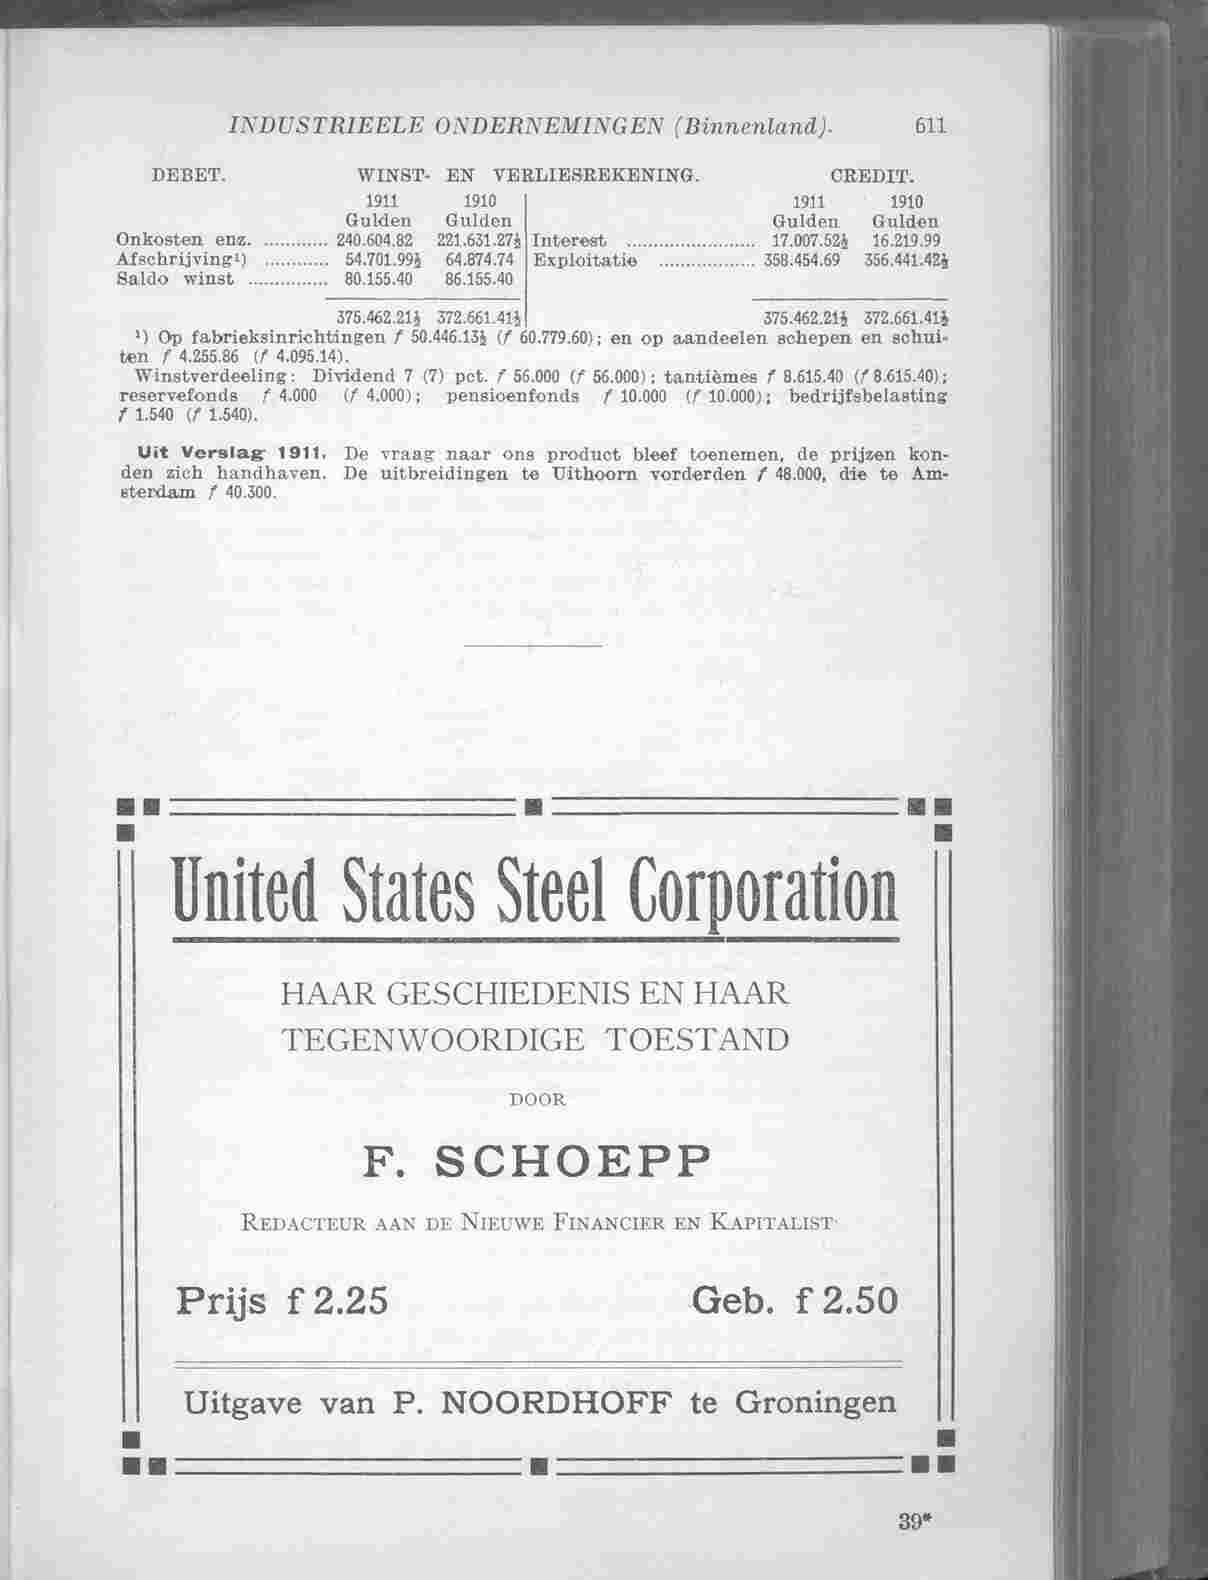 INDUSTRIEELE ONDERNEMINGEN (Binnenland). 611
DEBET. WINST- EN VERLIESREKENING. CREDIT.
1911 1910 1911 1910
Gulden Gulden Gulden Gulden
Onkosten enz. ............ 240.604.82 221.631.27½ Interest ........................ 17.007.52½ 16.219.99
Afschrijving¹) ............ 54.701.99½ 64.874.74 Exploitatie .................. 358.454.69 356.441.42½
Saldo winst ............... 80.155.40 86.155.40
375.462.21½ 372.661.41½ 375.462.21½ 372.661.41½
¹) Op fabrieksinrichtingen f 50.446.13½ (f 60.779.60); en op aandeelen schepen en schui-
ten f 4.255.86 (f 4.095.14).
Winstverdeeling: Dividend 7 (7) pct. f 56.000 (f 56.000); tantièmes f 8.615.40 (f 8.615.40);
reservefonds f 4.000 (f 4.000); pensioenfonds f 10.000 (f 10.000); bedrijfsbelasting
f 1.540 (f 1.540).
Uit Verslag 1911. De vraag naar ons product bleef toenemen, de prijzen kon-
den zich handhaven. De uitbreidingen te Uithoorn vorderden f 48.000, die te Am-
sterdam f 40.300.
United States Steel Corporation
HAAR GESCHIEDENIS EN HAAR
TEGENWOORDIGE TOESTAND
DOOR
F. SCHOEPP
REDACTEUR AAN DE NIEUWE FINANCIER EN KAPITALIST
Prijs f 2.25 Geb. f 2.50
Uitgave van P. NOORDHOFF te Groningen
39*